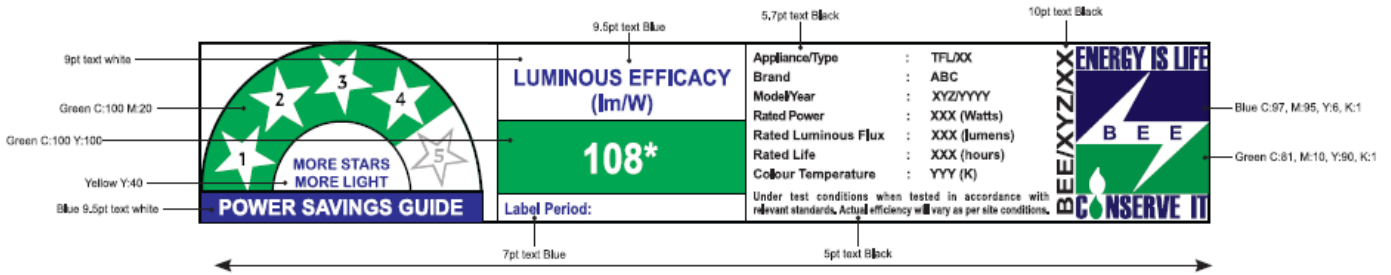 5.7pt text Black
10pt text Black
9.5pt text Blue
9pt text white
Green C:100 M:20
Green C:100 Y:100
Yellow Y:40
Blue 9.5pt text white
1
2
3
4
5
MORE STARS
MORE LIGHT
POWER SAVINGS GUIDE
LUMINOUS EFFICACY
(lm/W)
108*
Label Period:
Appliance/Type : TFL/XX
Brand : ABC
Model/Year : XYZ/YYYY
Rated Power : XXX (Watts)
Rated Luminous Flux : XXX (lumens)
Rated Life : XXX (hours)
Colour Temperature : YYY (K)
Under test conditions when tested in accordance with
relevant standards. Actual efficiency will vary as per site conditions.
BEE/XYZ/XX
ENERGY IS LIFE
BEE
CONSERVE IT
Blue C:97, M:95, Y:6, K:1
Green C:81, M:10, Y:90, K:1
7pt text Blue
5pt text Black